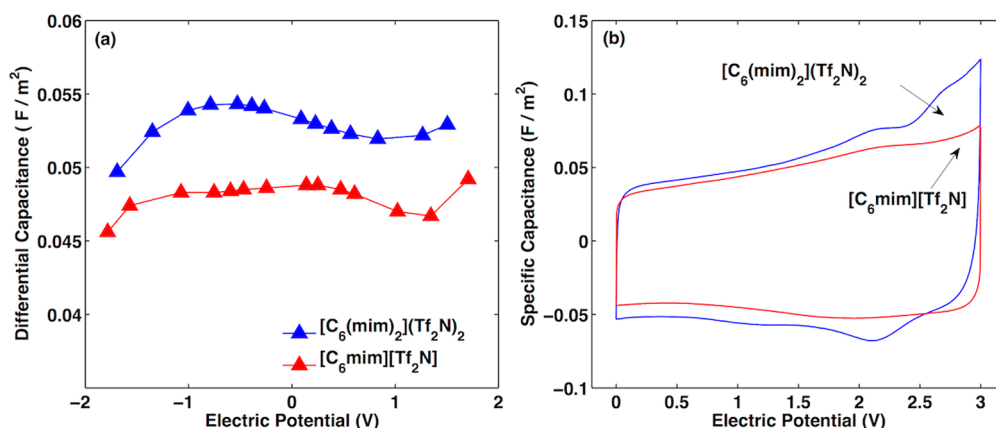 (a)
Differential Capacitance ( F / m²)
0.06
0.055
0.05
0.045
0.04
[C₆(mim)₂](Tf₂N)₂
[C₆mim][Tf₂N]
−2
−1
0
1
2
Electric Potential (V)
(b)
Specific Capacitance (F / m²)
0.15
0.1
0.05
0
−0.05
−0.1
[C₆(mim)₂](Tf₂N)₂
[C₆mim][Tf₂N]
0
0.5
1
1.5
2
2.5
3
Electric Potential (V)